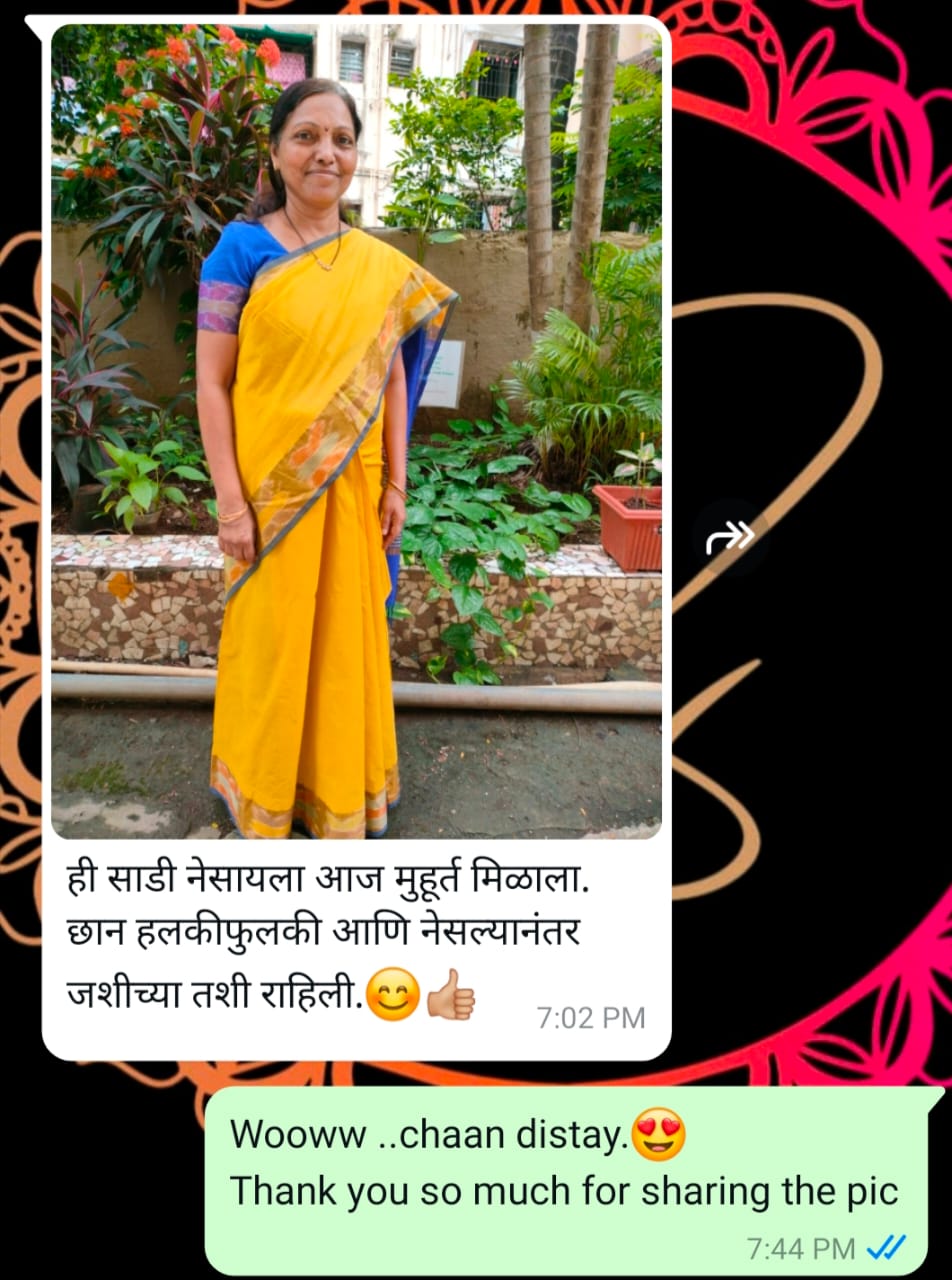 ही साडी नेसायला आज मुहूर्त मिळाला.
छान हलकीफुलकी आणि नेसल्यानंतर
जशीच्या तशी राहिली.😊👍🏼
7:02 PM
Wooww ..chaan distay.😍
Thank you so much for sharing the pic
7:44 PM